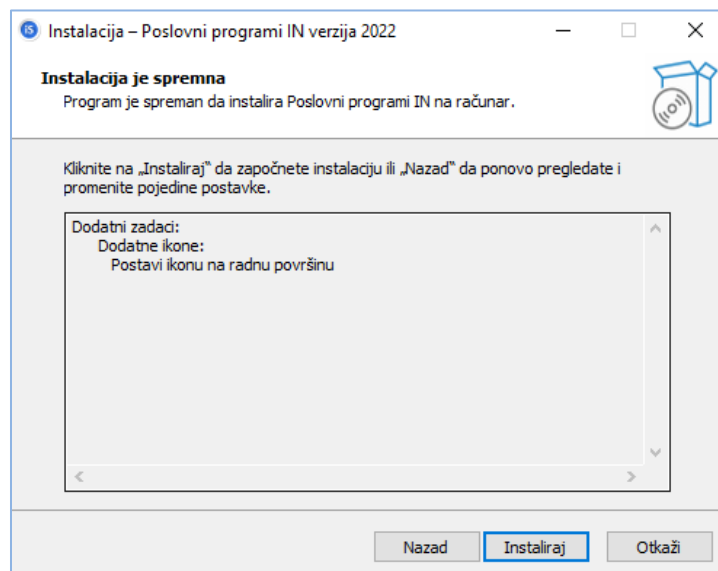 iS
Instalacija – Poslovni programi IN verzija 2022
Instalacija je spremna
Program je spreman da instalira Poslovni programi IN na računar.
Kliknite na „Instaliraj“ da započnete instalaciju ili „Nazad“ da ponovo pregledate i
promenite pojedine postavke.
Dodatni zadaci:
Dodatne ikone:
Postavi ikonu na radnu površinu
Nazad
Instaliraj
Otkaži